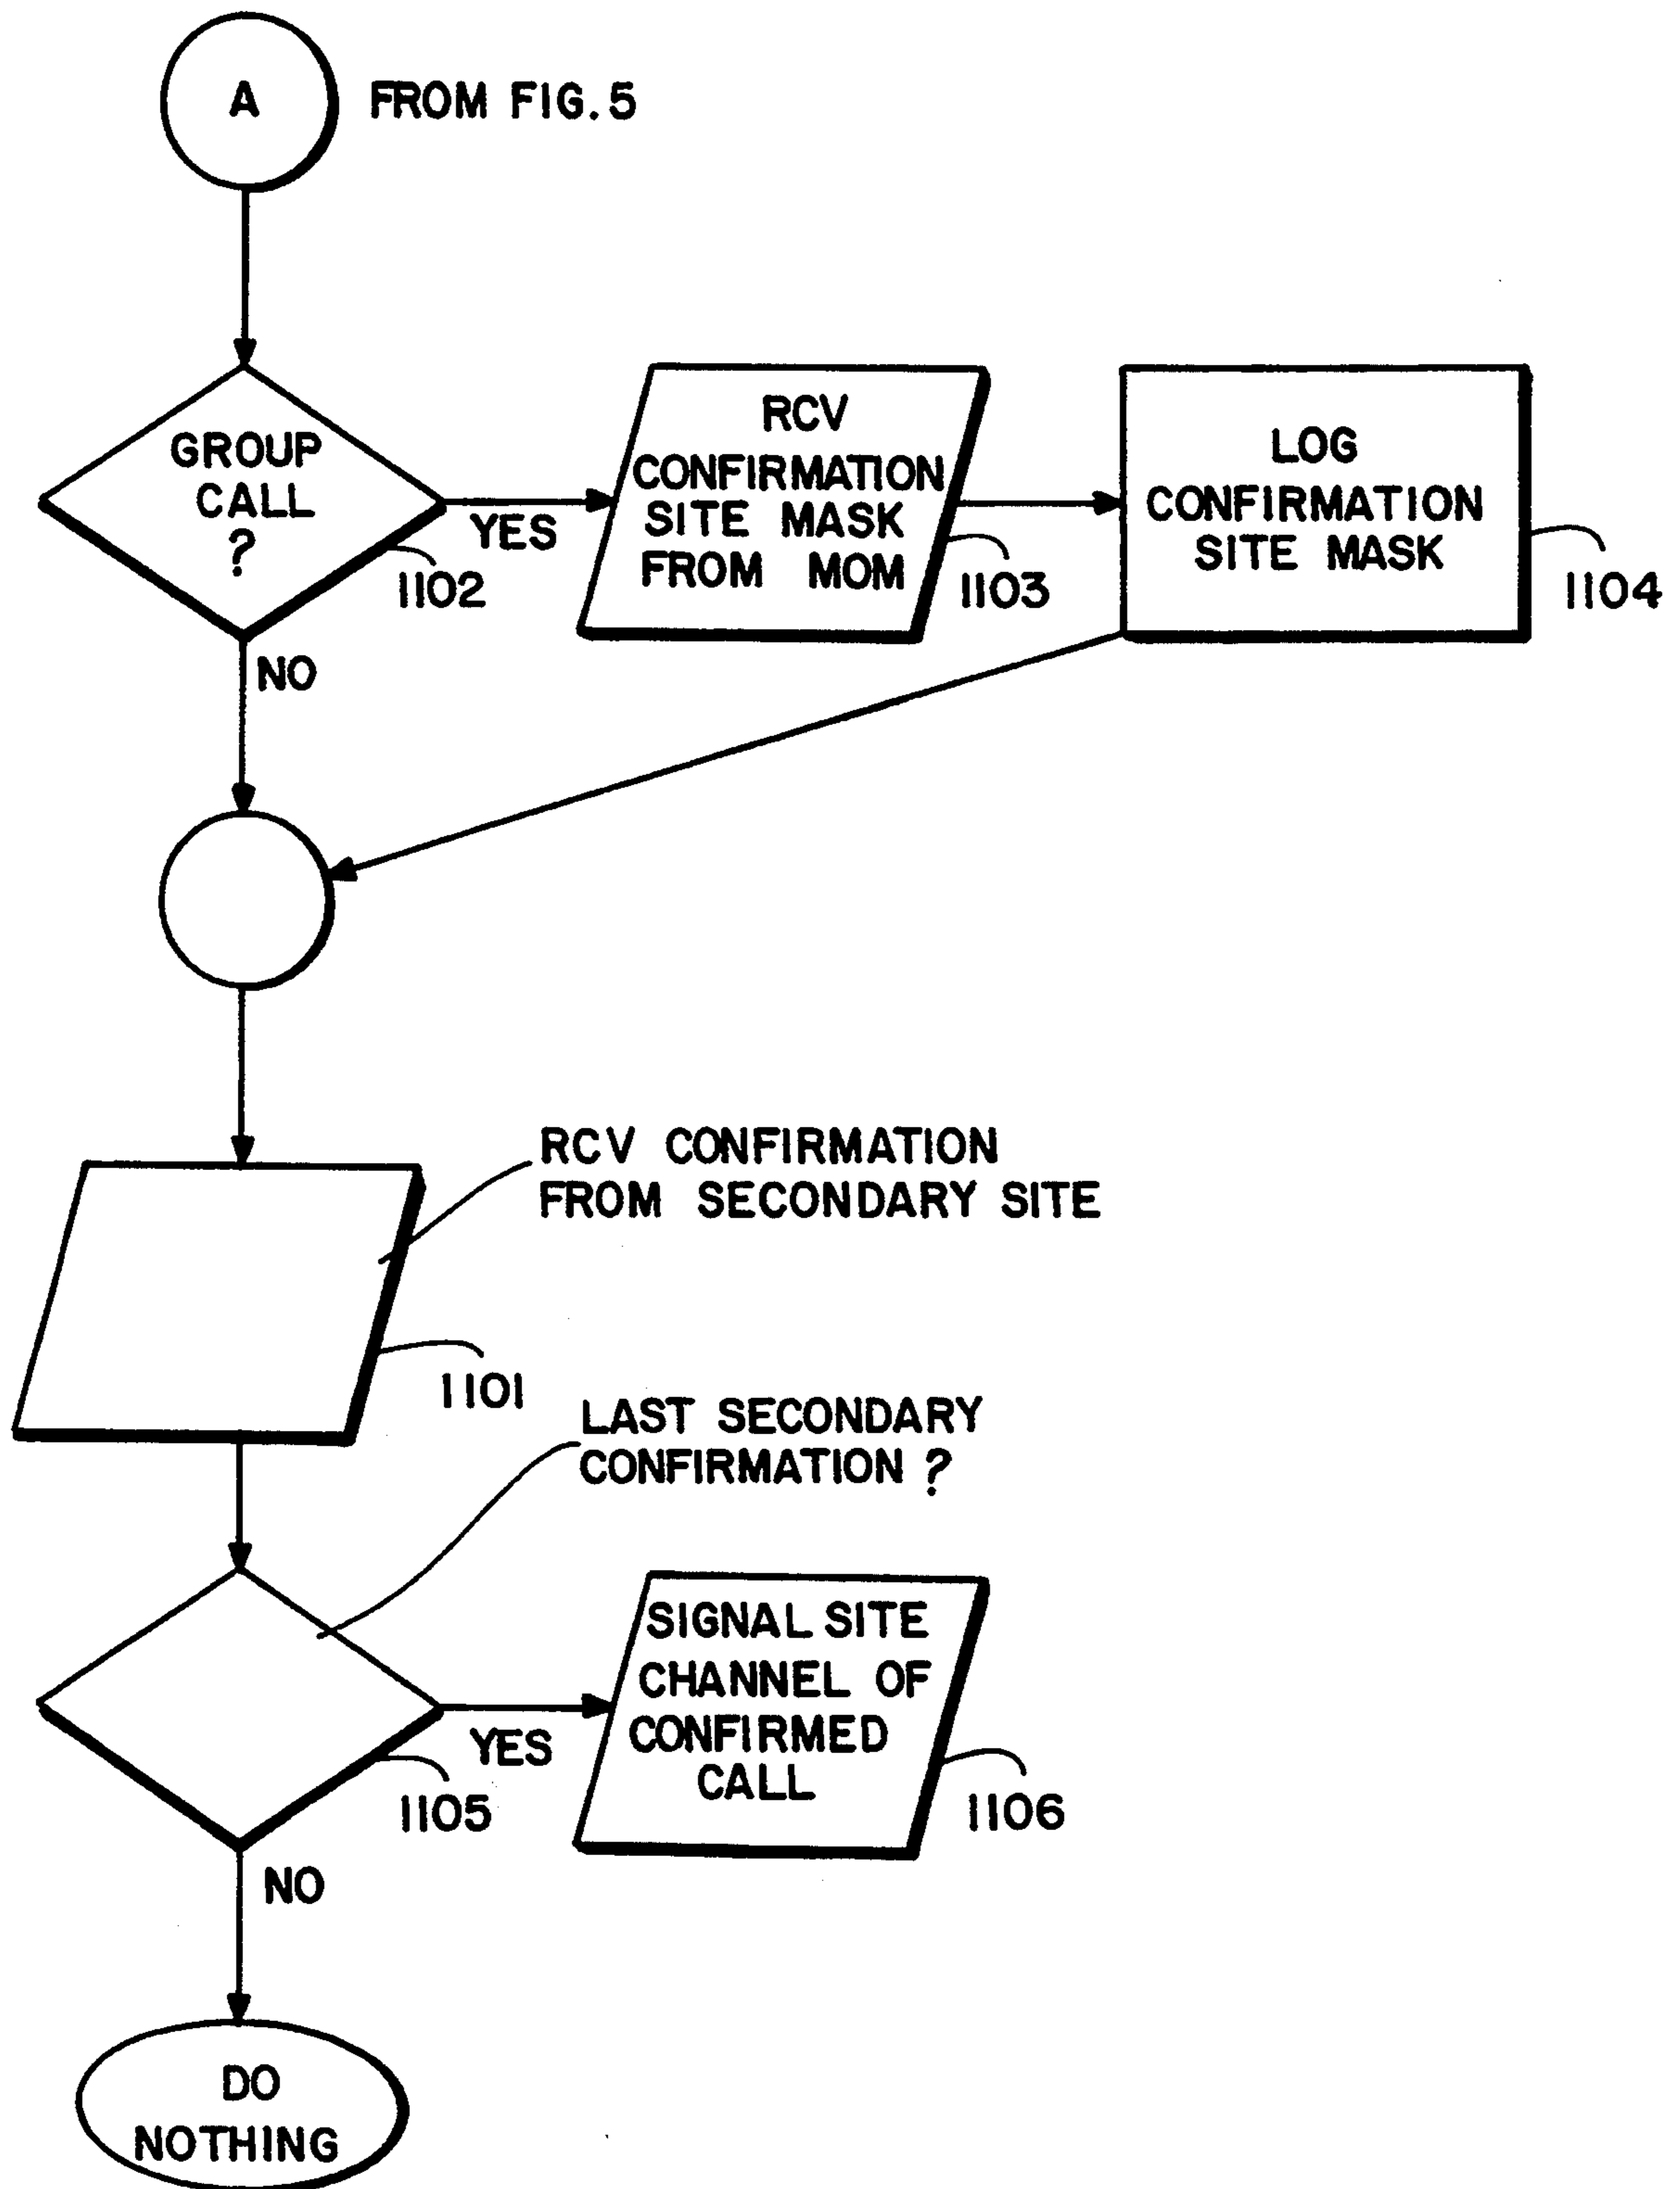 A
FROM FIG. 5
GROUP
CALL
?
YES
1102
NO
RCV
CONFIRMATION
SITE MASK
FROM MOM
1103
LOG
CONFIRMATION
SITE MASK
1104
RCV CONFIRMATION
FROM SECONDARY SITE
1101
LAST SECONDARY
CONFIRMATION ?
YES
1105
NO
SIGNAL SITE
CHANNEL OF
CONFIRMED
CALL
1106
DO
NOTHING